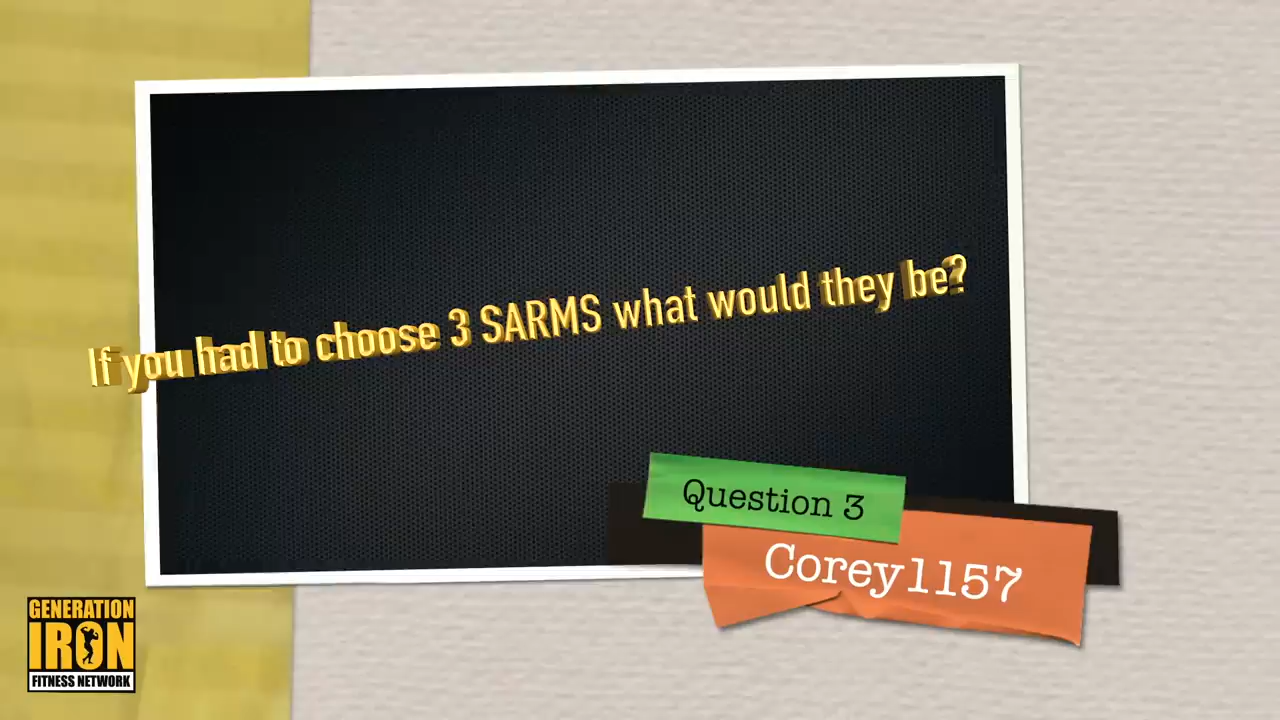 If you had to choose 3 SARMS what would they be?
Question 3
Corey1157
GENERATION
IRON
FITNESS NETWORK